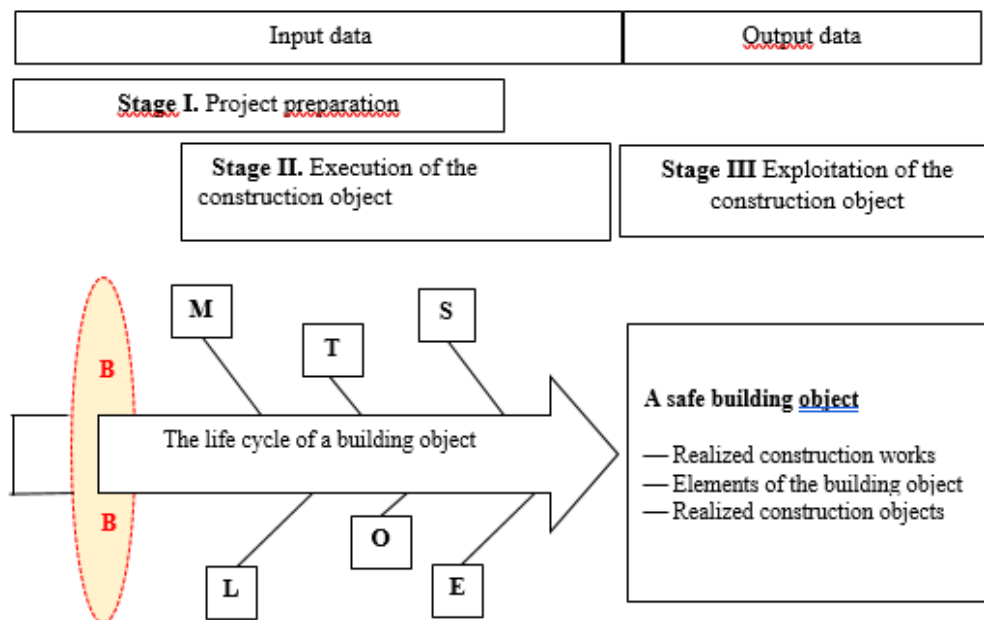 Input data
Output data
Stage I. Project preparation
Stage II. Execution of the
construction object
Stage III Exploitation of the
construction object
M
T
S
B
The life cycle of a building object
B
L
O
E
A safe building object
— Realized construction works
— Elements of the building object
— Realized construction objects